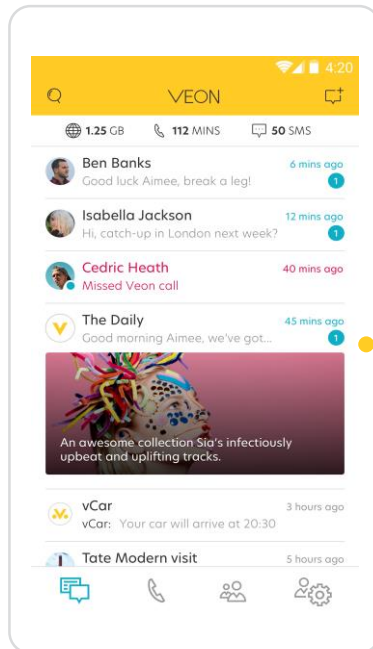 4:20
VEON
1.25 GB 112 MINS 50 SMS
Ben Banks 6 mins ago
Good luck Aimee, break a leg! 1
Isabella Jackson 12 mins ago
Hi, catch-up in London next week? 1
Cedric Heath 40 mins ago
Missed Veon call
The Daily 45 mins ago
Good morning Aimee, we've got... 1
An awesome collection Sia's infectiously
upbeat and uplifting tracks.
vCar 3 hours ago
vCar: Your car will arrive at 20:30
Tate Modern visit 5 hours ago